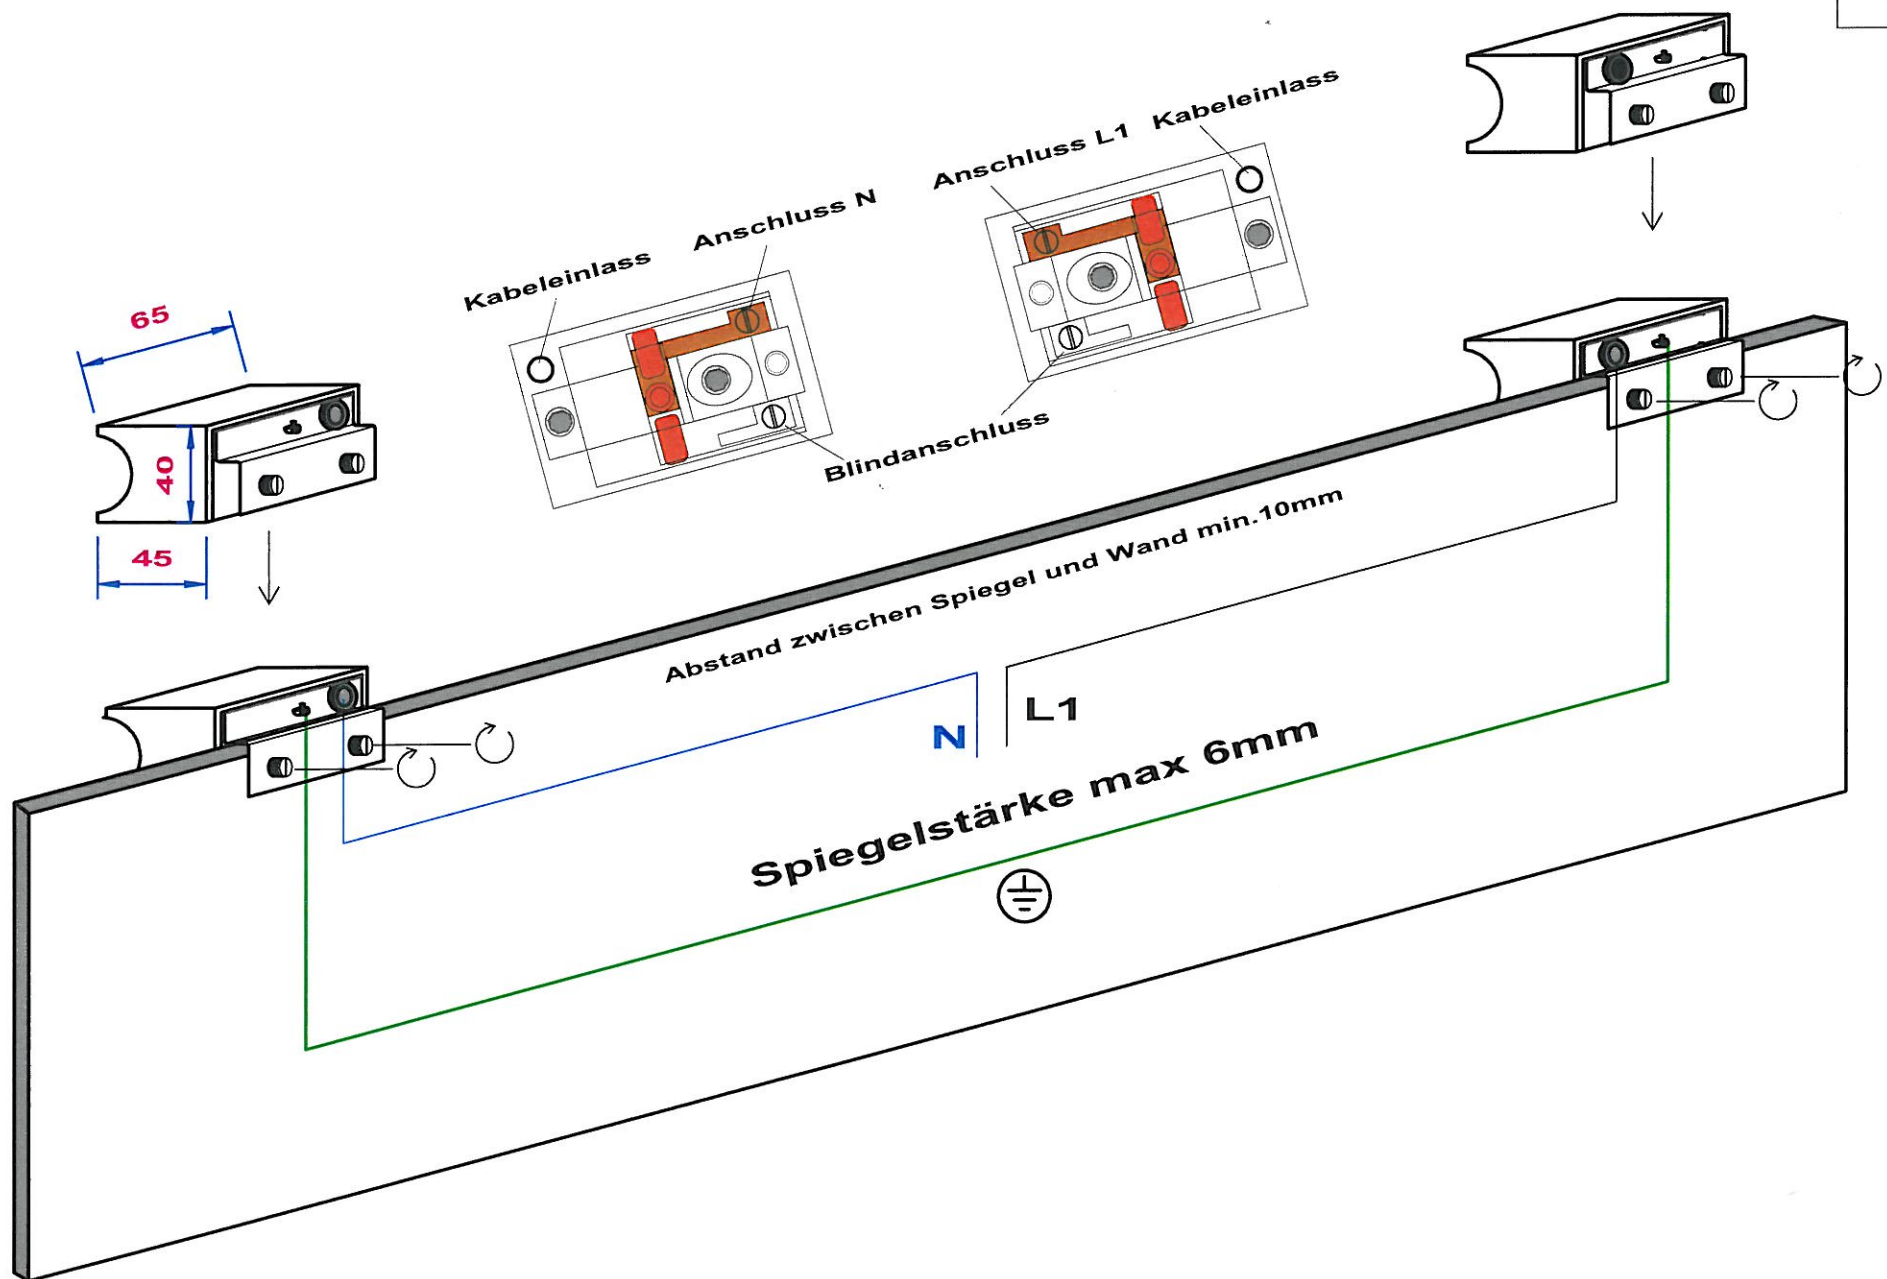 Kabeleinlass
Anschluss L1
Anschluss N
Kabeleinlass
65
Blindanschluss
40
45
Abstand zwischen Spiegel und Wand min.10mm
N
L1
Spiegelstärke max 6mm